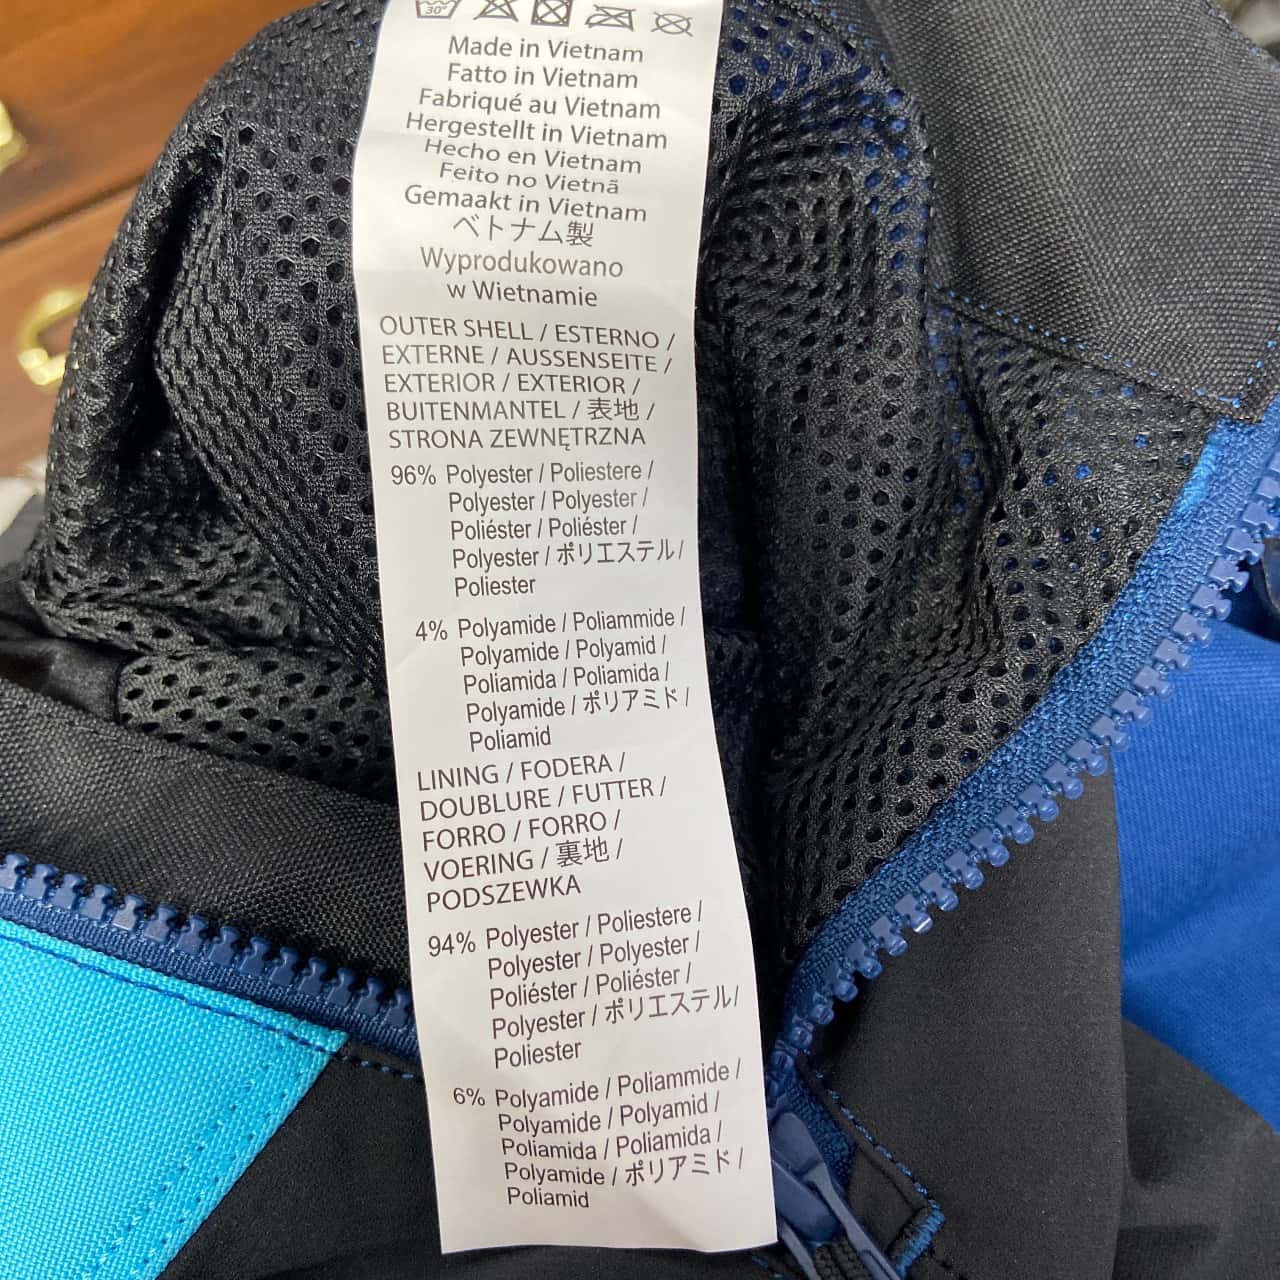 30°
Made in Vietnam
Fatto in Vietnam
Fabriqué au Vietnam
Hergestellt in Vietnam
Hecho en Vietnam
Feito no Vietnã
Gemaakt in Vietnam
ベトナム製
Wyprodukowano
w Wietnamie
OUTER SHELL / ESTERNO /
EXTERNE / AUSSENSEITE /
EXTERIOR / EXTERIOR /
BUITENMANTEL / 表地 /
STRONA ZEWNĘTRZNA
96% Polyester / Poliestere /
Polyester / Polyester /
Poliéster / Poliéster /
Polyester / ポリエステル /
Poliester
4% Polyamide / Poliammide /
Polyamide / Polyamid /
Poliamida / Poliamida /
Polyamide / ポリアミド /
Poliamid
LINING / FODERA /
DOUBLURE / FUTTER /
FORRO / FORRO /
VOERING / 裏地 /
PODSZEWKA
94% Polyester / Poliestere /
Polyester / Polyester /
Poliéster / Poliéster /
Polyester / ポリエステル/
Poliester
6% Polyamide / Poliammide /
Polyamide / Polyamid /
Poliamida / Poliamida /
Polyamide / ポリアミド /
Poliamid